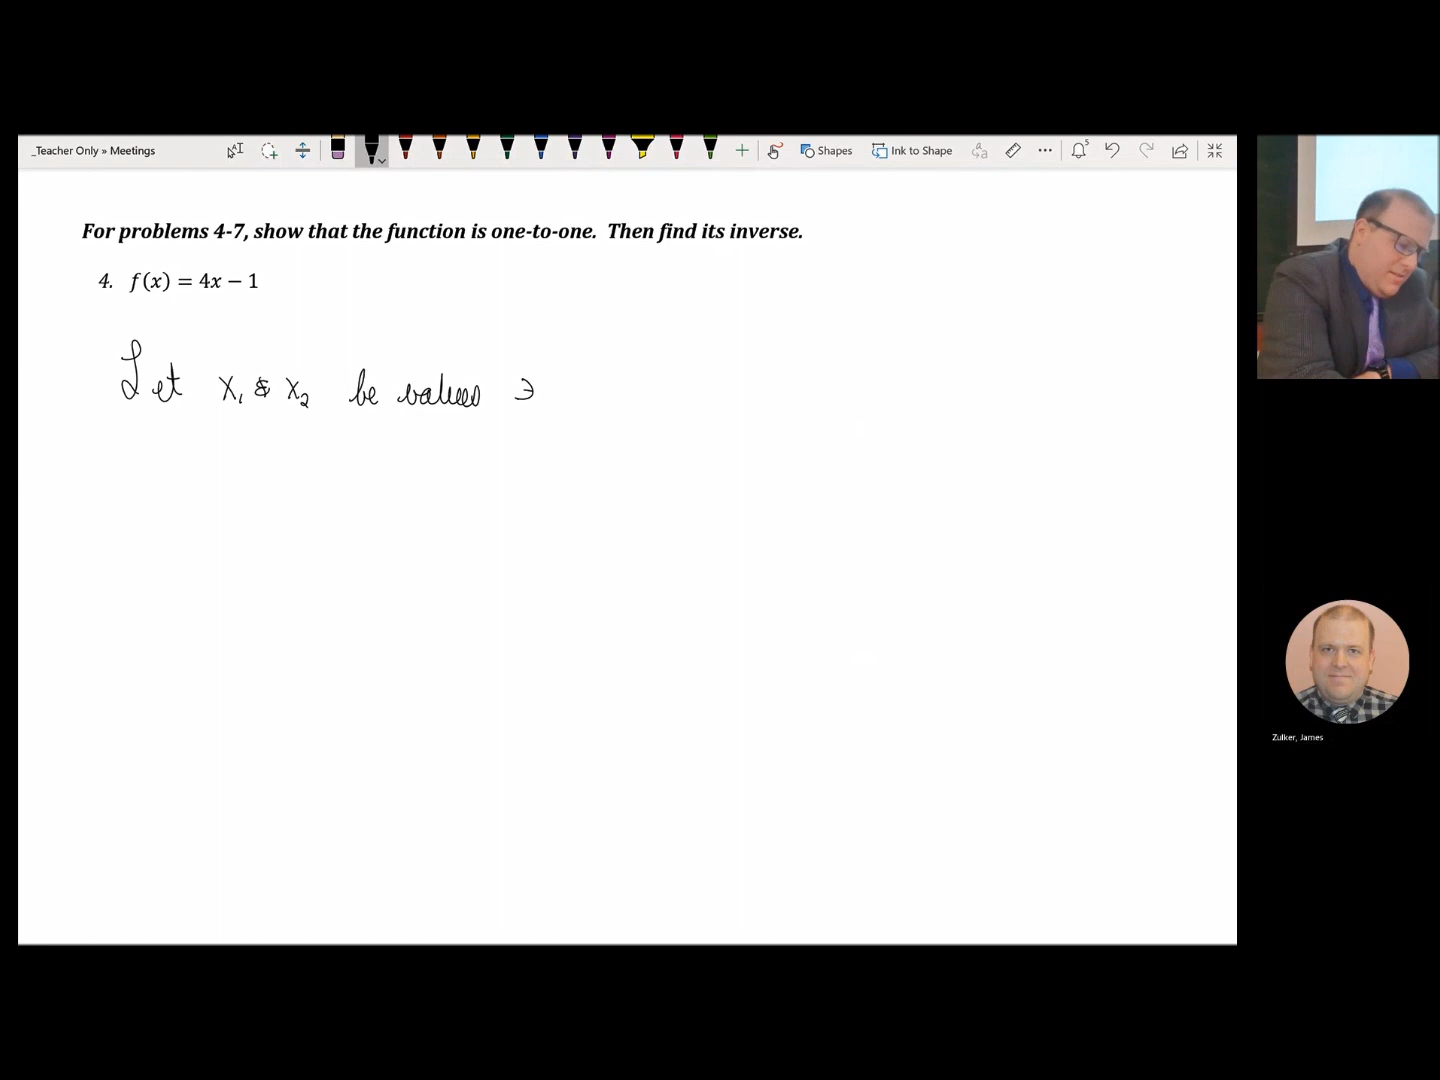 _Teacher Only » Meetings
Shapes
Ink to Shape
5
For problems 4-7, show that the function is one-to-one. Then find its inverse.
4. f(x) = 4x − 1
Let x₁ & x₂ be values ∋
Zulker, James